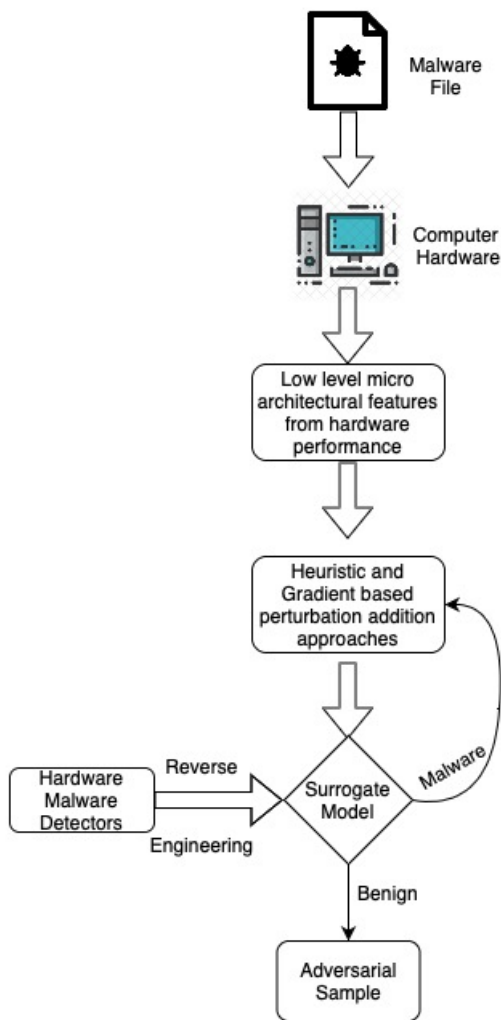 Malware
File
Computer
Hardware
Low level micro
architectural features
from hardware
performance
Heuristic and
Gradient based
perturbation addition
approaches
Hardware
Malware
Detectors
Reverse
Engineering
Surrogate
Model
Malware
Benign
Adversarial
Sample